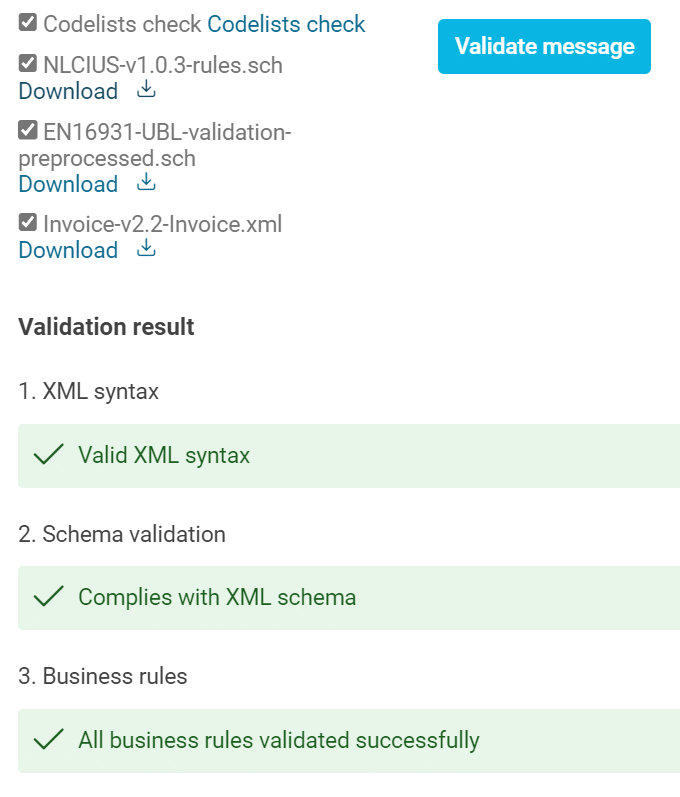 Codelists check Codelists check
Validate message
NLCIUS-v1.0.3-rules.sch
Download
EN16931-UBL-validation-
preprocessed.sch
Download
Invoice-v2.2-Invoice.xml
Download
Validation result
1. XML syntax
Valid XML syntax
2. Schema validation
Complies with XML schema
3. Business rules
All business rules validated successfully